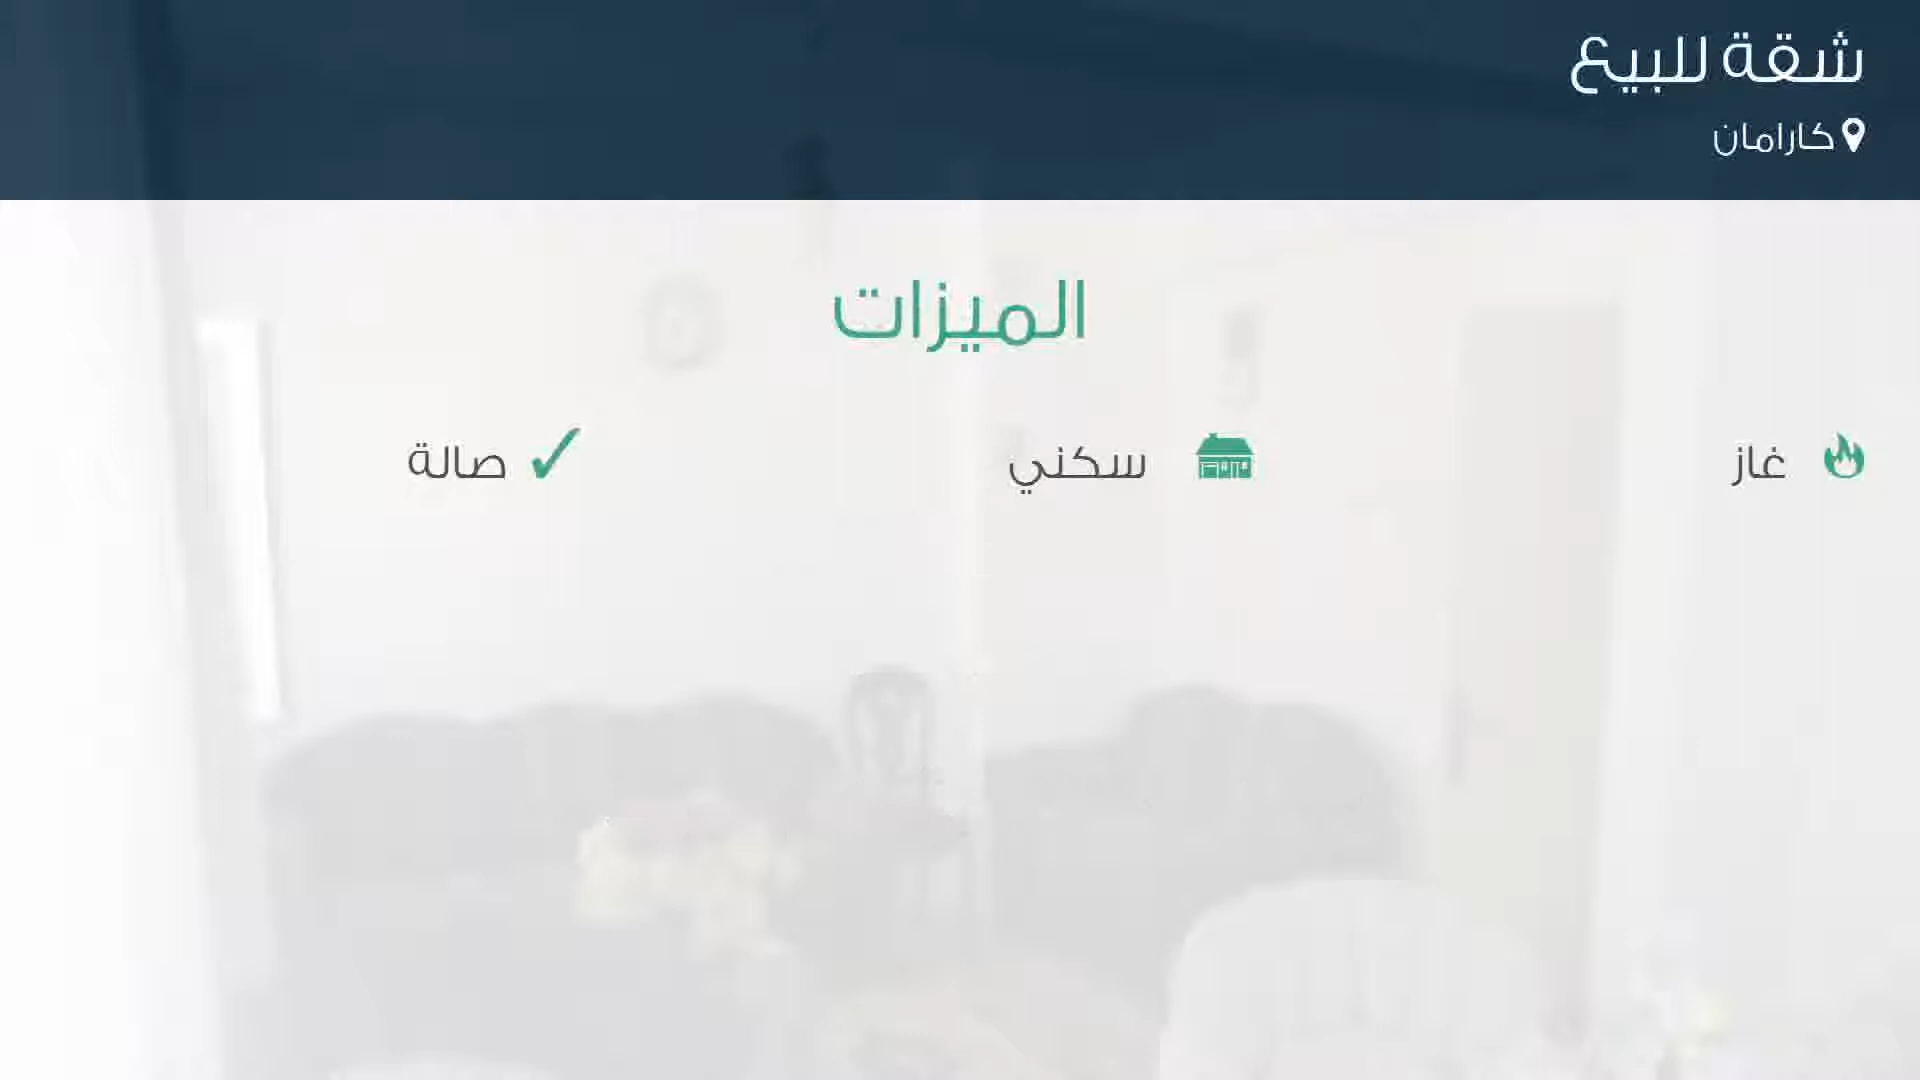 شقة للبيع
كارامان
الميزات
غاز
سكني
صالة